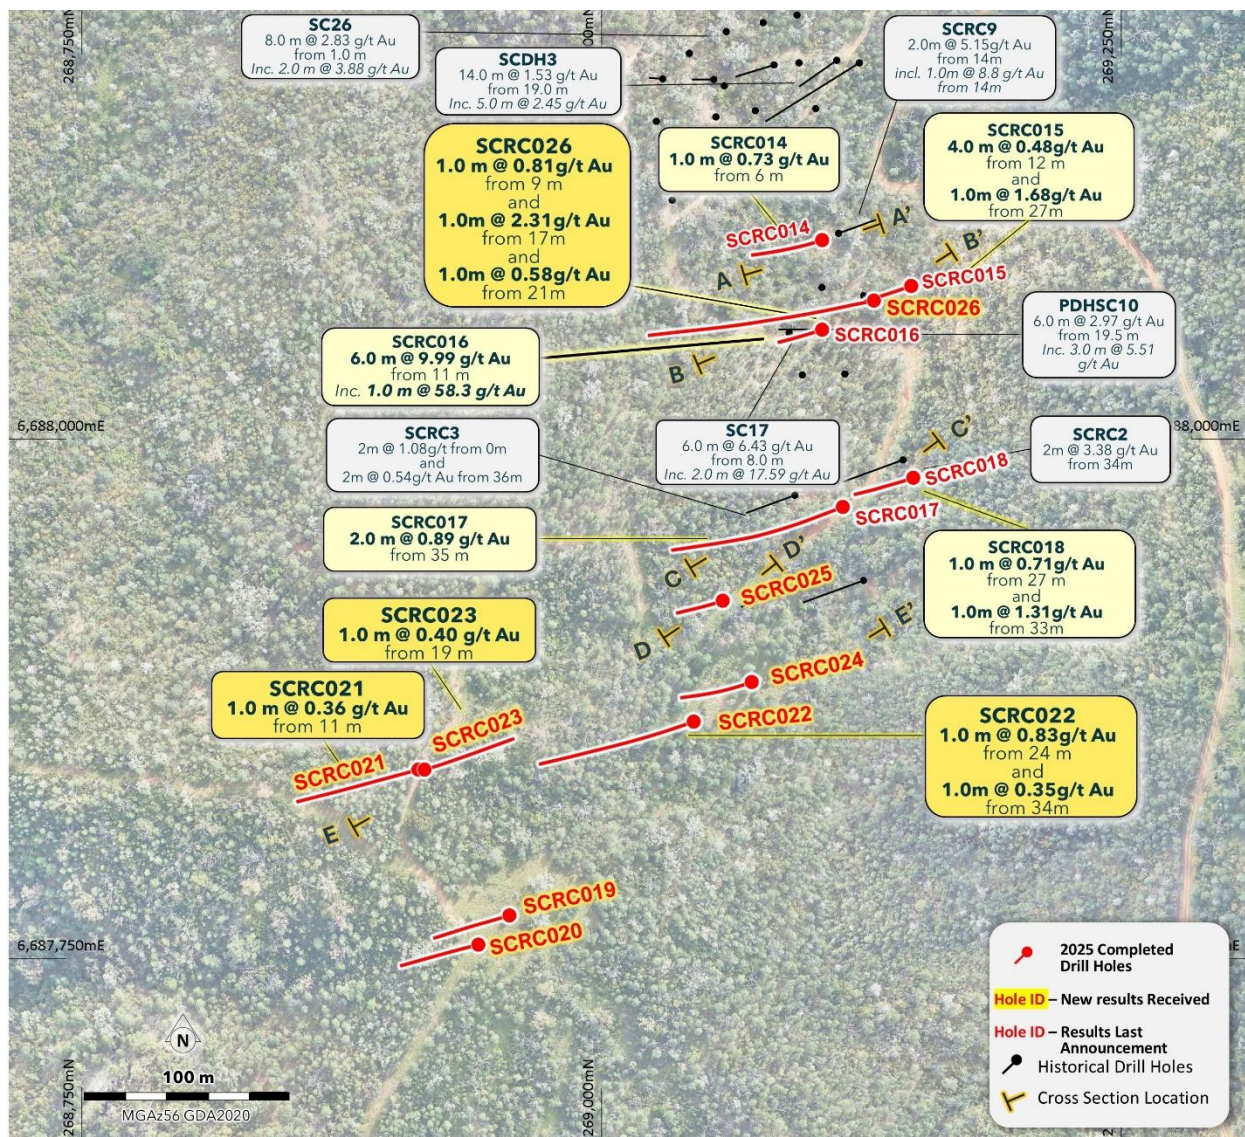 268,750mN
,000mN
269,250mN
SC26
8.0 m @ 2.83 g/t Au
from 1.0 m
Inc. 2.0 m @ 3.88 g/t Au
SCDH3
14.0 m @ 1.53 g/t Au
from 19.0 m
Inc. 5.0 m @ 2.45 g/t Au
SCRC9
2.0m @ 5.15g/t Au
from 14m
incl. 1.0m @ 8.8 g/t Au
from 14m
SCRC026
1.0 m @ 0.81g/t Au
from 9 m
and
1.0m @ 2.31g/t Au
from 17m
and
1.0m @ 0.58g/t Au
from 21m
SCRC014
1.0 m @ 0.73 g/t Au
from 6 m
SCRC015
4.0 m @ 0.48g/t Au
from 12 m
and
1.0m @ 1.68g/t Au
from 27m
SCRC014
A'
A
B'
SCRC015
SCRC026
SCRC016
B
PDHSC10
6.0 m @ 2.97 g/t Au
from 19.5 m
Inc. 3.0 m @ 5.51
g/t Au
SCRC016
6.0 m @ 9.99 g/t Au
from 11 m
Inc. 1.0 m @ 58.3 g/t Au
6,688,000mE
38,000mE
SCRC3
2m @ 1.08g/t from 0m
and
2m @ 0.54g/t Au from 36m
SC17
6.0 m @ 6.43 g/t Au
from 8.0 m
Inc. 2.0 m @ 17.59 g/t Au
C'
SCRC2
2m @ 3.38 g/t Au
from 34m
SCRC018
SCRC017
SCRC017
2.0 m @ 0.89 g/t Au
from 35 m
C
D'
SCRC018
1.0 m @ 0.71g/t Au
from 27 m
and
1.0m @ 1.31g/t Au
from 33m
SCRC025
D
E'
SCRC023
1.0 m @ 0.40 g/t Au
from 19 m
SCRC024
SCRC021
1.0 m @ 0.36 g/t Au
from 11 m
SCRC022
SCRC023
SCRC021
E
SCRC022
1.0 m @ 0.83g/t Au
from 24 m
and
1.0m @ 0.35g/t Au
from 34m
SCRC019
SCRC020
6,687,750mE
mE
2025 Completed
Drill Holes
Hole ID – New results Received
Hole ID – Results Last
Announcement
Historical Drill Holes
Cross Section Location
N
100 m
MGAz56 GDA2020
268,750mN
269,000mN